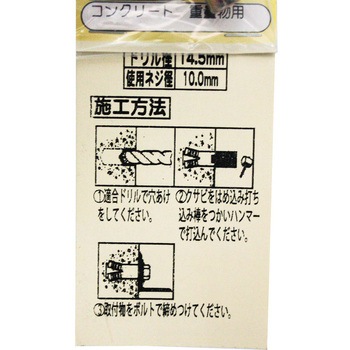 コンクリート 重量物用
ドリル径 14.5mm
使用ネジ径 10.0mm
施工方法
①適合ドリルで穴あけ
をしてください。
②クサビをはめ込み打ち
込み棒をつかいハンマー
で打込んでください。
③取付物をボルトで締めつけてください。